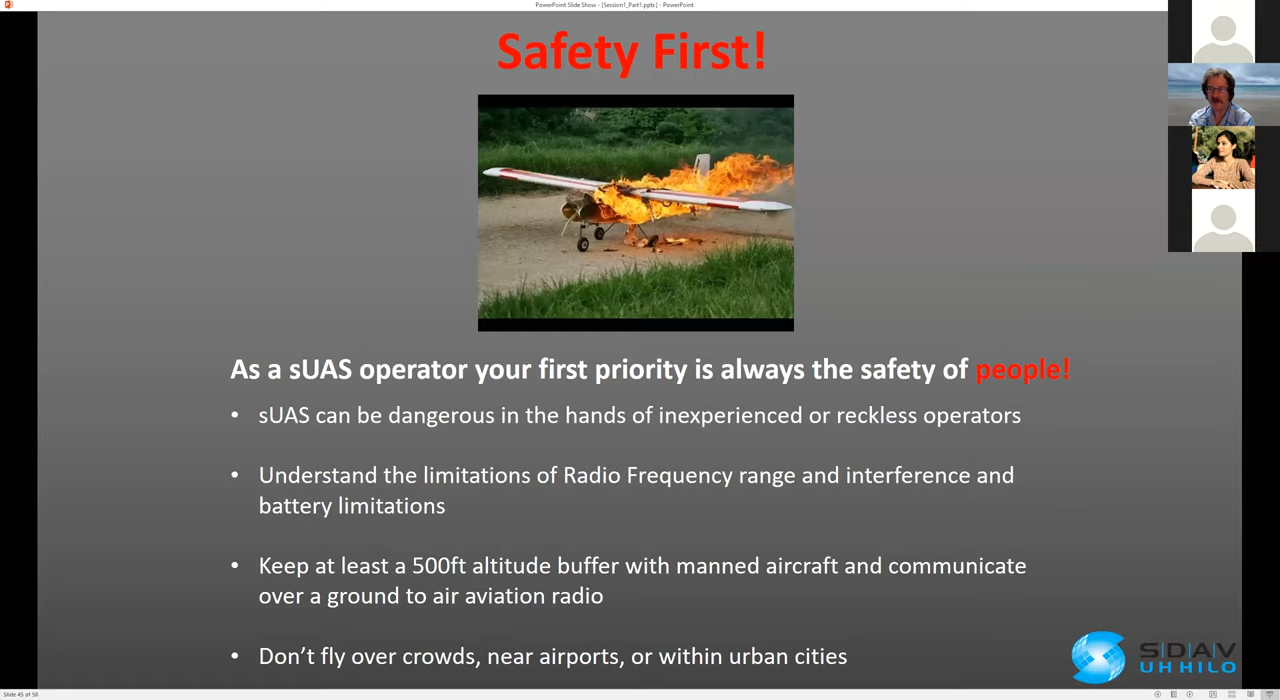 PowerPoint Slide Show - [Session1_Part1.ppts] - PowerPoint
Safety First!
As a sUAS operator your first priority is always the safety of people!
• sUAS can be dangerous in the hands of inexperienced or reckless operators
• Understand the limitations of Radio Frequency range and interference and
battery limitations
• Keep at least a 500ft altitude buffer with manned aircraft and communicate
over a ground to air aviation radio
• Don’t fly over crowds, near airports, or within urban cities
S|D|A|V
UH HILO
Slide 45 of 56